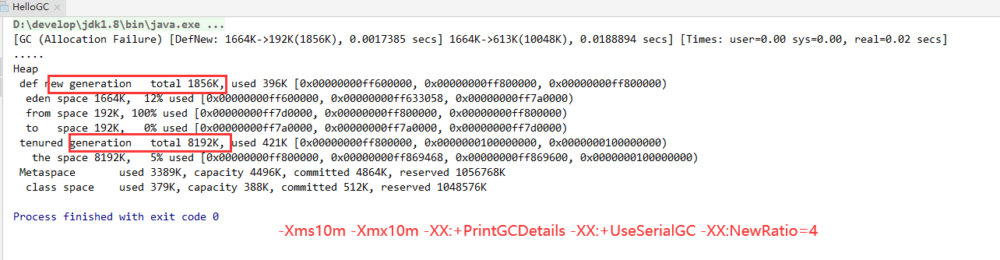 HelloGC
D:\develop\jdk1.8\bin\java.exe ...
[GC (Allocation Failure) [DefNew: 1664K->192K(1856K), 0.0017385 secs] 1664K->613K(10048K), 0.0188894 secs] [Times: user=0.00 sys=0.00, real=0.02 secs]
.....
Heap
def new generation   total 1856K, used 396K [0x00000000ff600000, 0x00000000ff800000, 0x00000000ff800000)
eden space 1664K,  12% used [0x00000000ff600000, 0x00000000ff633058, 0x00000000ff7a0000)
from space 192K, 100% used [0x00000000ff7d0000, 0x00000000ff800000, 0x00000000ff800000)
to   space 192K,   0% used [0x00000000ff7a0000, 0x00000000ff7a0000, 0x00000000ff7d0000)
tenured generation   total 8192K, used 421K [0x00000000ff800000, 0x0000000100000000, 0x0000000100000000)
the space 8192K,   5% used [0x00000000ff800000, 0x00000000ff869468, 0x00000000ff869600, 0x0000000100000000)
Metaspace       used 3389K, capacity 4496K, committed 4864K, reserved 1056768K
class space    used 379K, capacity 388K, committed 512K, reserved 1048576K
Process finished with exit code 0
-Xms10m -Xmx10m -XX:+PrintGCDetails -XX:+UseSerialGC -XX:NewRatio=4